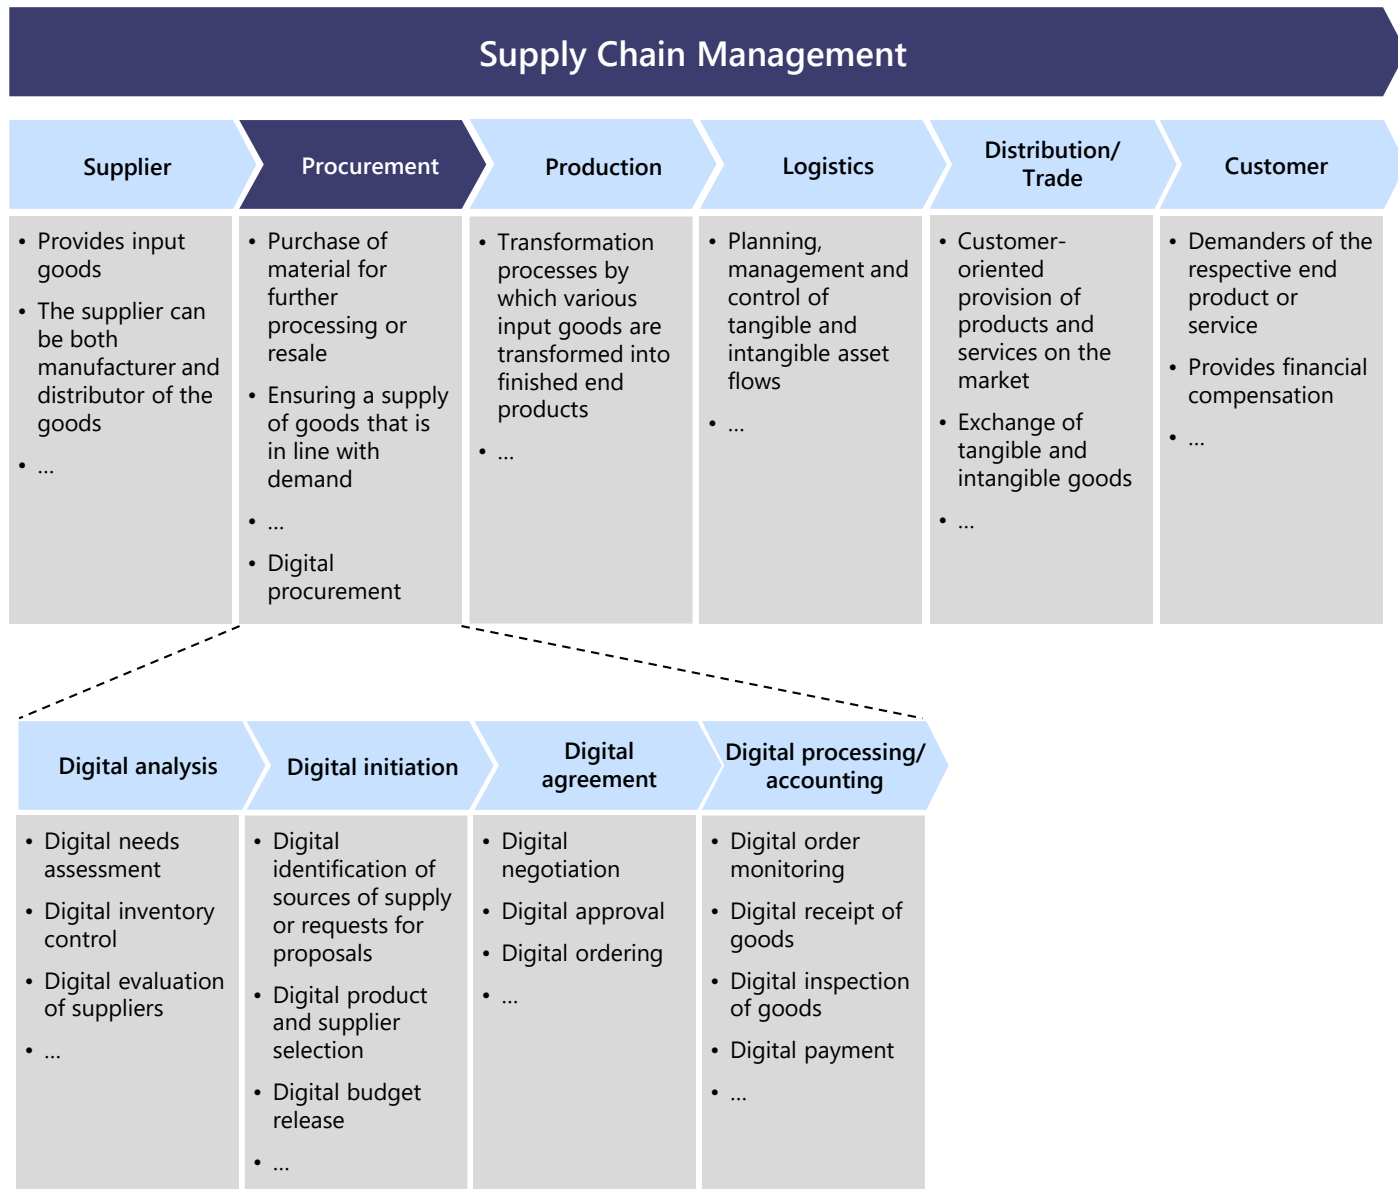 Supply Chain Management
Supplier
Procurement
Production
Logistics
Distribution/
Trade
Customer
• Provides input
goods
• The supplier can
be both
manufacturer and
distributor of the
goods
• ...
• Purchase of
material for
further
processing or
resale
• Ensuring a supply
of goods that is
in line with
demand
• ...
• Digital
procurement
• Transformation
processes by
which various
input goods are
transformed into
finished end
products
• ...
• Planning,
management and
control of
tangible and
intangible asset
flows
• ...
• Customer-
oriented
provision of
products and
services on the
market
• Exchange of
tangible and
intangible goods
• ...
• Demanders of the
respective end
product or
service
• Provides financial
compensation
• ...
Digital analysis
Digital initiation
Digital
agreement
Digital processing/
accounting
• Digital needs
assessment
• Digital inventory
control
• Digital evaluation
of suppliers
• ...
• Digital
identification of
sources of supply
or requests for
proposals
• Digital product
and supplier
selection
• Digital budget
release
• ...
• Digital
negotiation
• Digital approval
• Digital ordering
• ...
• Digital order
monitoring
• Digital receipt of
goods
• Digital inspection
of goods
• Digital payment
• ...